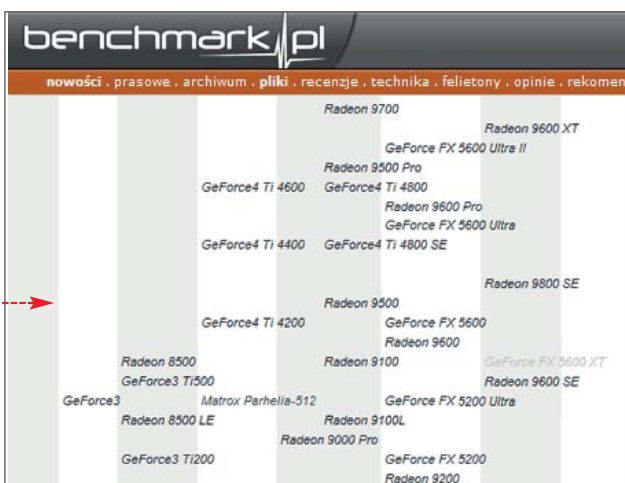 benchmark.pl
nowości . prasowe . archiwum . pliki . recenzje . technika . felietony . opinie . rekomen
Radeon 9700
Radeon 9600 XT
GeForce FX 5600 Ultra II
Radeon 9500 Pro
GeForce4 Ti 4600 GeForce4 Ti 4800
Radeon 9600 Pro
GeForce FX 5600 Ultra
GeForce4 Ti 4400 GeForce4 Ti 4800 SE
Radeon 9800 SE
Radeon 9500
GeForce4 Ti 4200 GeForce FX 5600
Radeon 9600
Radeon 8500 Radeon 9100 GeForce FX 5600 XT
GeForce3 Ti500 Radeon 9600 SE
GeForce3 Matrox Parhelia-512 GeForce FX 5200 Ultra
Radeon 8500 LE Radeon 9100L
Radeon 9000 Pro
GeForce3 Ti200 GeForce FX 5200
Radeon 9200